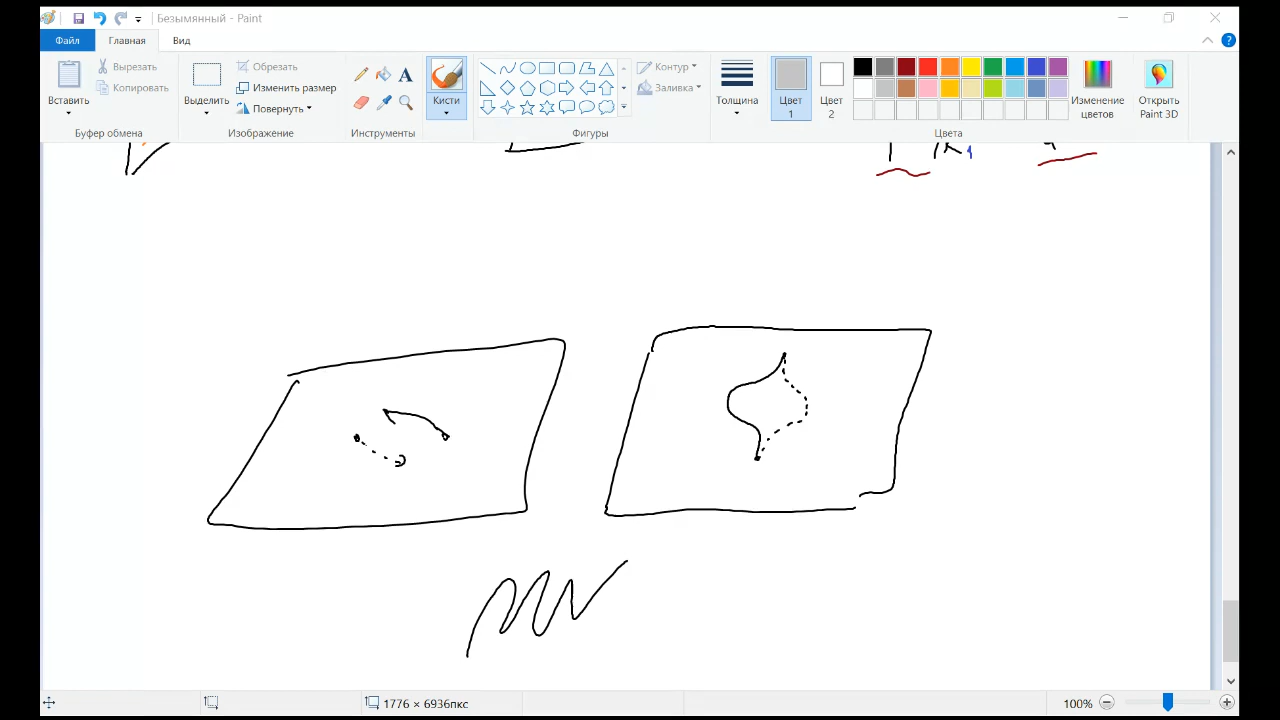 Безымянный - Paint
Файл Главная Вид
Вставить
Вырезать
Копировать
Буфер обмена
Выделить
Обрезать
Изменить размер
Повернуть
Изображение
A
Инструменты
Кисти
Контур
Заливка
Фигуры
Толщина
Цвет 1
Цвет 2
Изменение цветов
Открыть Paint 3D
Цвета
1776 × 6936пкс
100%